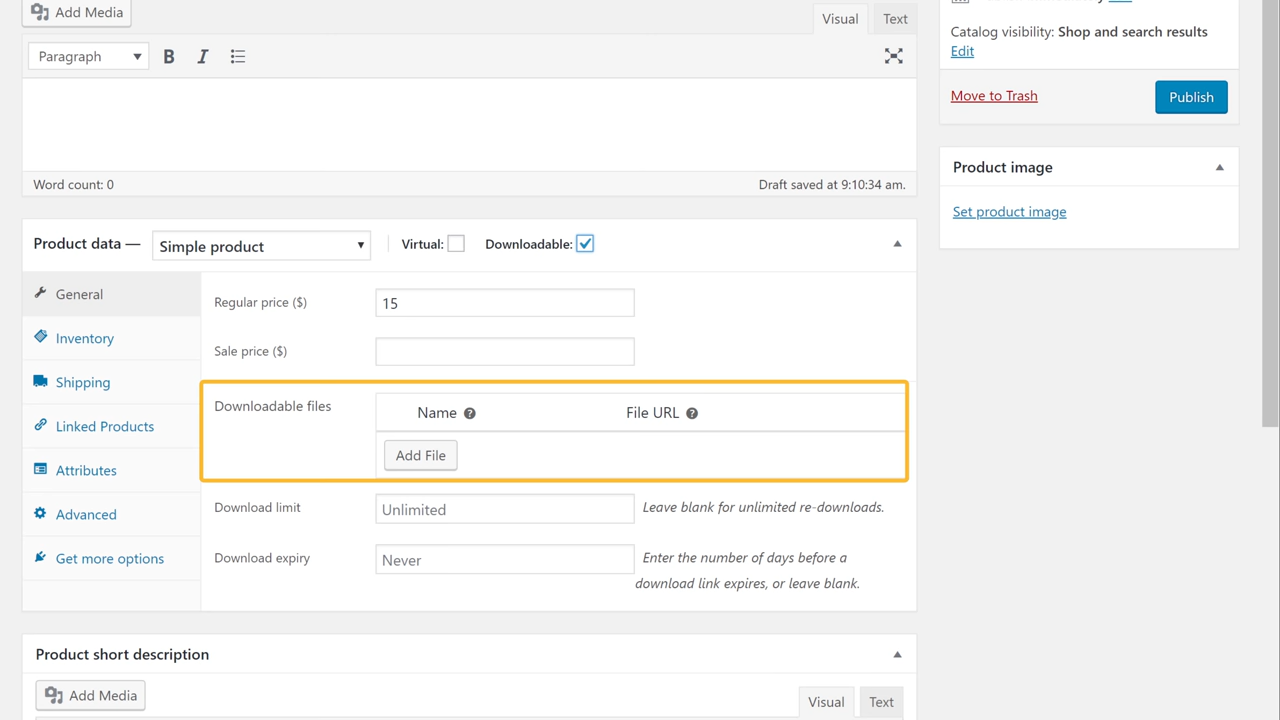 Add Media
Visual
Text
Paragraph
B
I
Word count: 0
Draft saved at 9:10:34 am.
Catalog visibility: Shop and search results
Edit
Move to Trash
Publish
Product image
Set product image
Product data —
Simple product
Virtual:
Downloadable:
General
Inventory
Shipping
Linked Products
Attributes
Advanced
Get more options
Regular price ($)
15
Sale price ($)
Downloadable files
Name ?
File URL ?
Add File
Download limit
Unlimited
Leave blank for unlimited re-downloads.
Download expiry
Never
Enter the number of days before a
download link expires, or leave blank.
Product short description
Add Media
Visual
Text